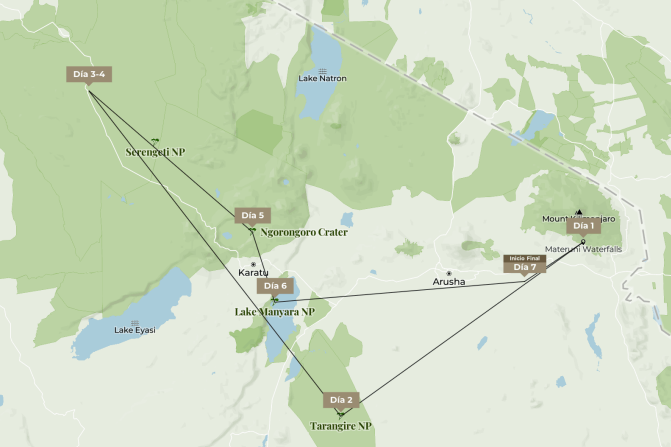 Día 3-4
Lake Natron
Serengeti NP
Día 5
Ngorongoro Crater
Mount Kilimanjaro
Día 1
Materuni Waterfalls
Inicio Final
Día 7
Karatu
Arusha
Día 6
Lake Manyara NP
Lake Eyasi
Día 2
Tarangire NP